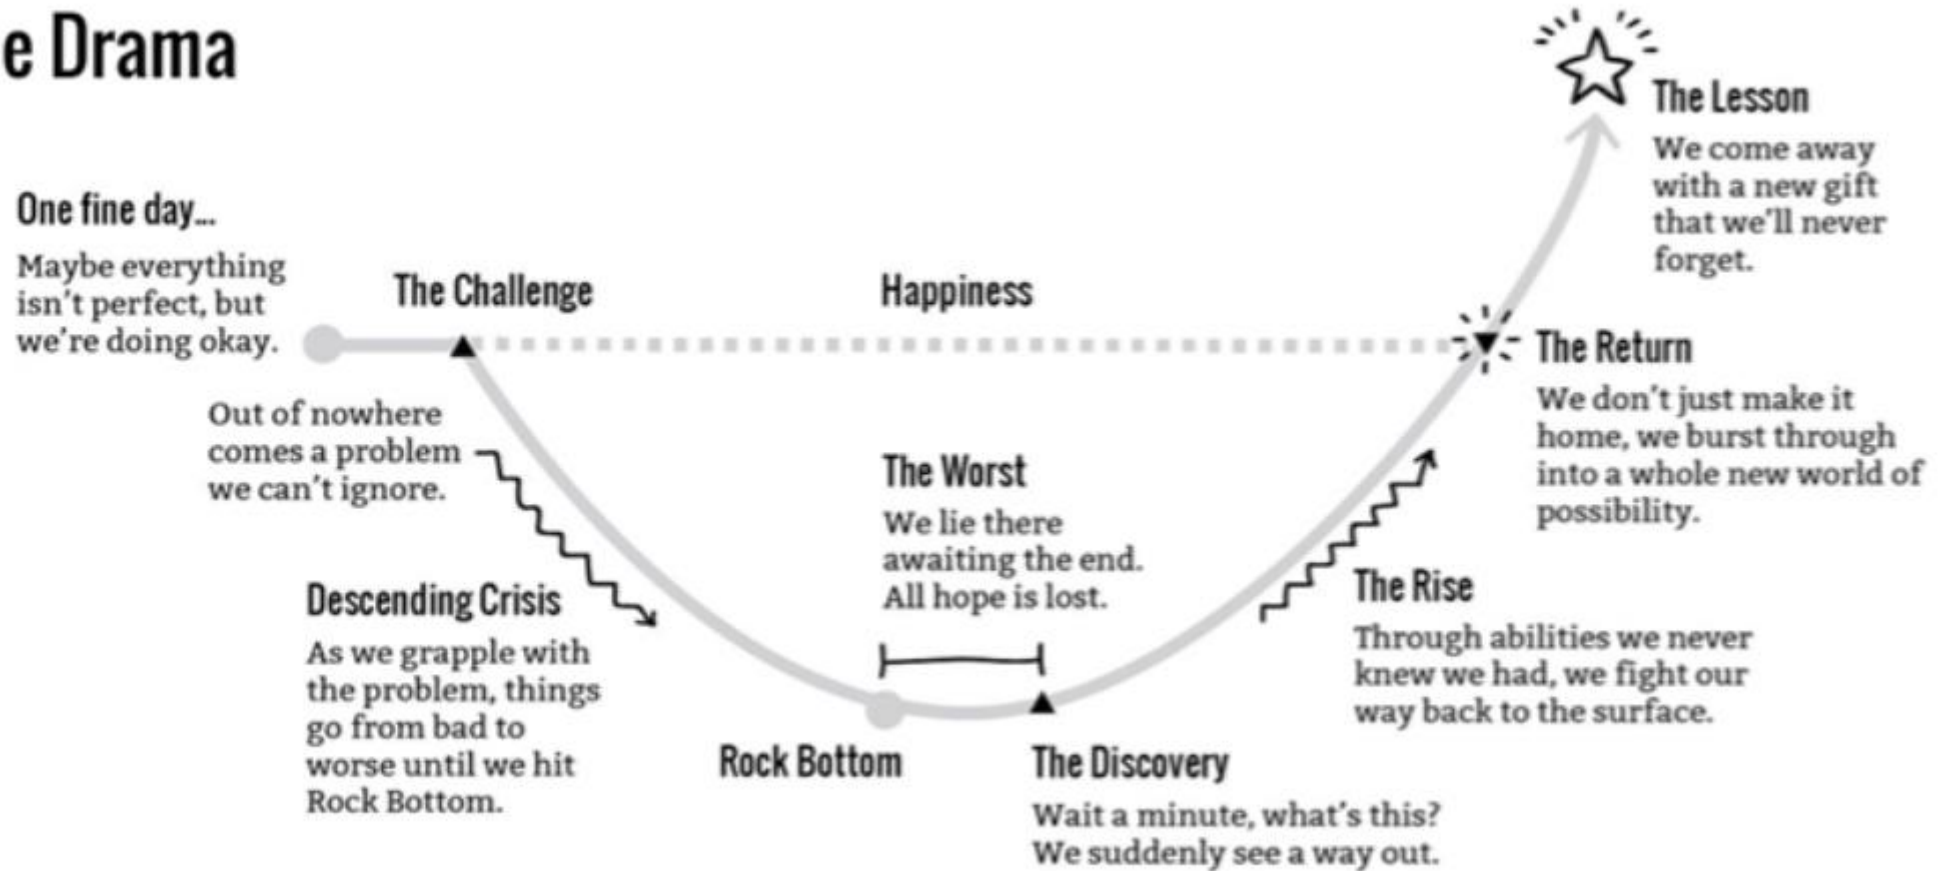 e Drama
One fine day...
Maybe everything
isn't perfect, but
we're doing okay.
The Challenge
Out of nowhere
comes a problem
we can't ignore.
Descending Crisis
As we grapple with
the problem, things
go from bad to
worse until we hit
Rock Bottom.
Happiness
The Worst
We lie there
awaiting the end.
All hope is lost.
Rock Bottom
The Discovery
Wait a minute, what's this?
We suddenly see a way out.
The Rise
Through abilities we never
knew we had, we fight our
way back to the surface.
The Return
We don't just make it
home, we burst through
into a whole new world of
possibility.
The Lesson
We come away
with a new gift
that we'll never
forget.